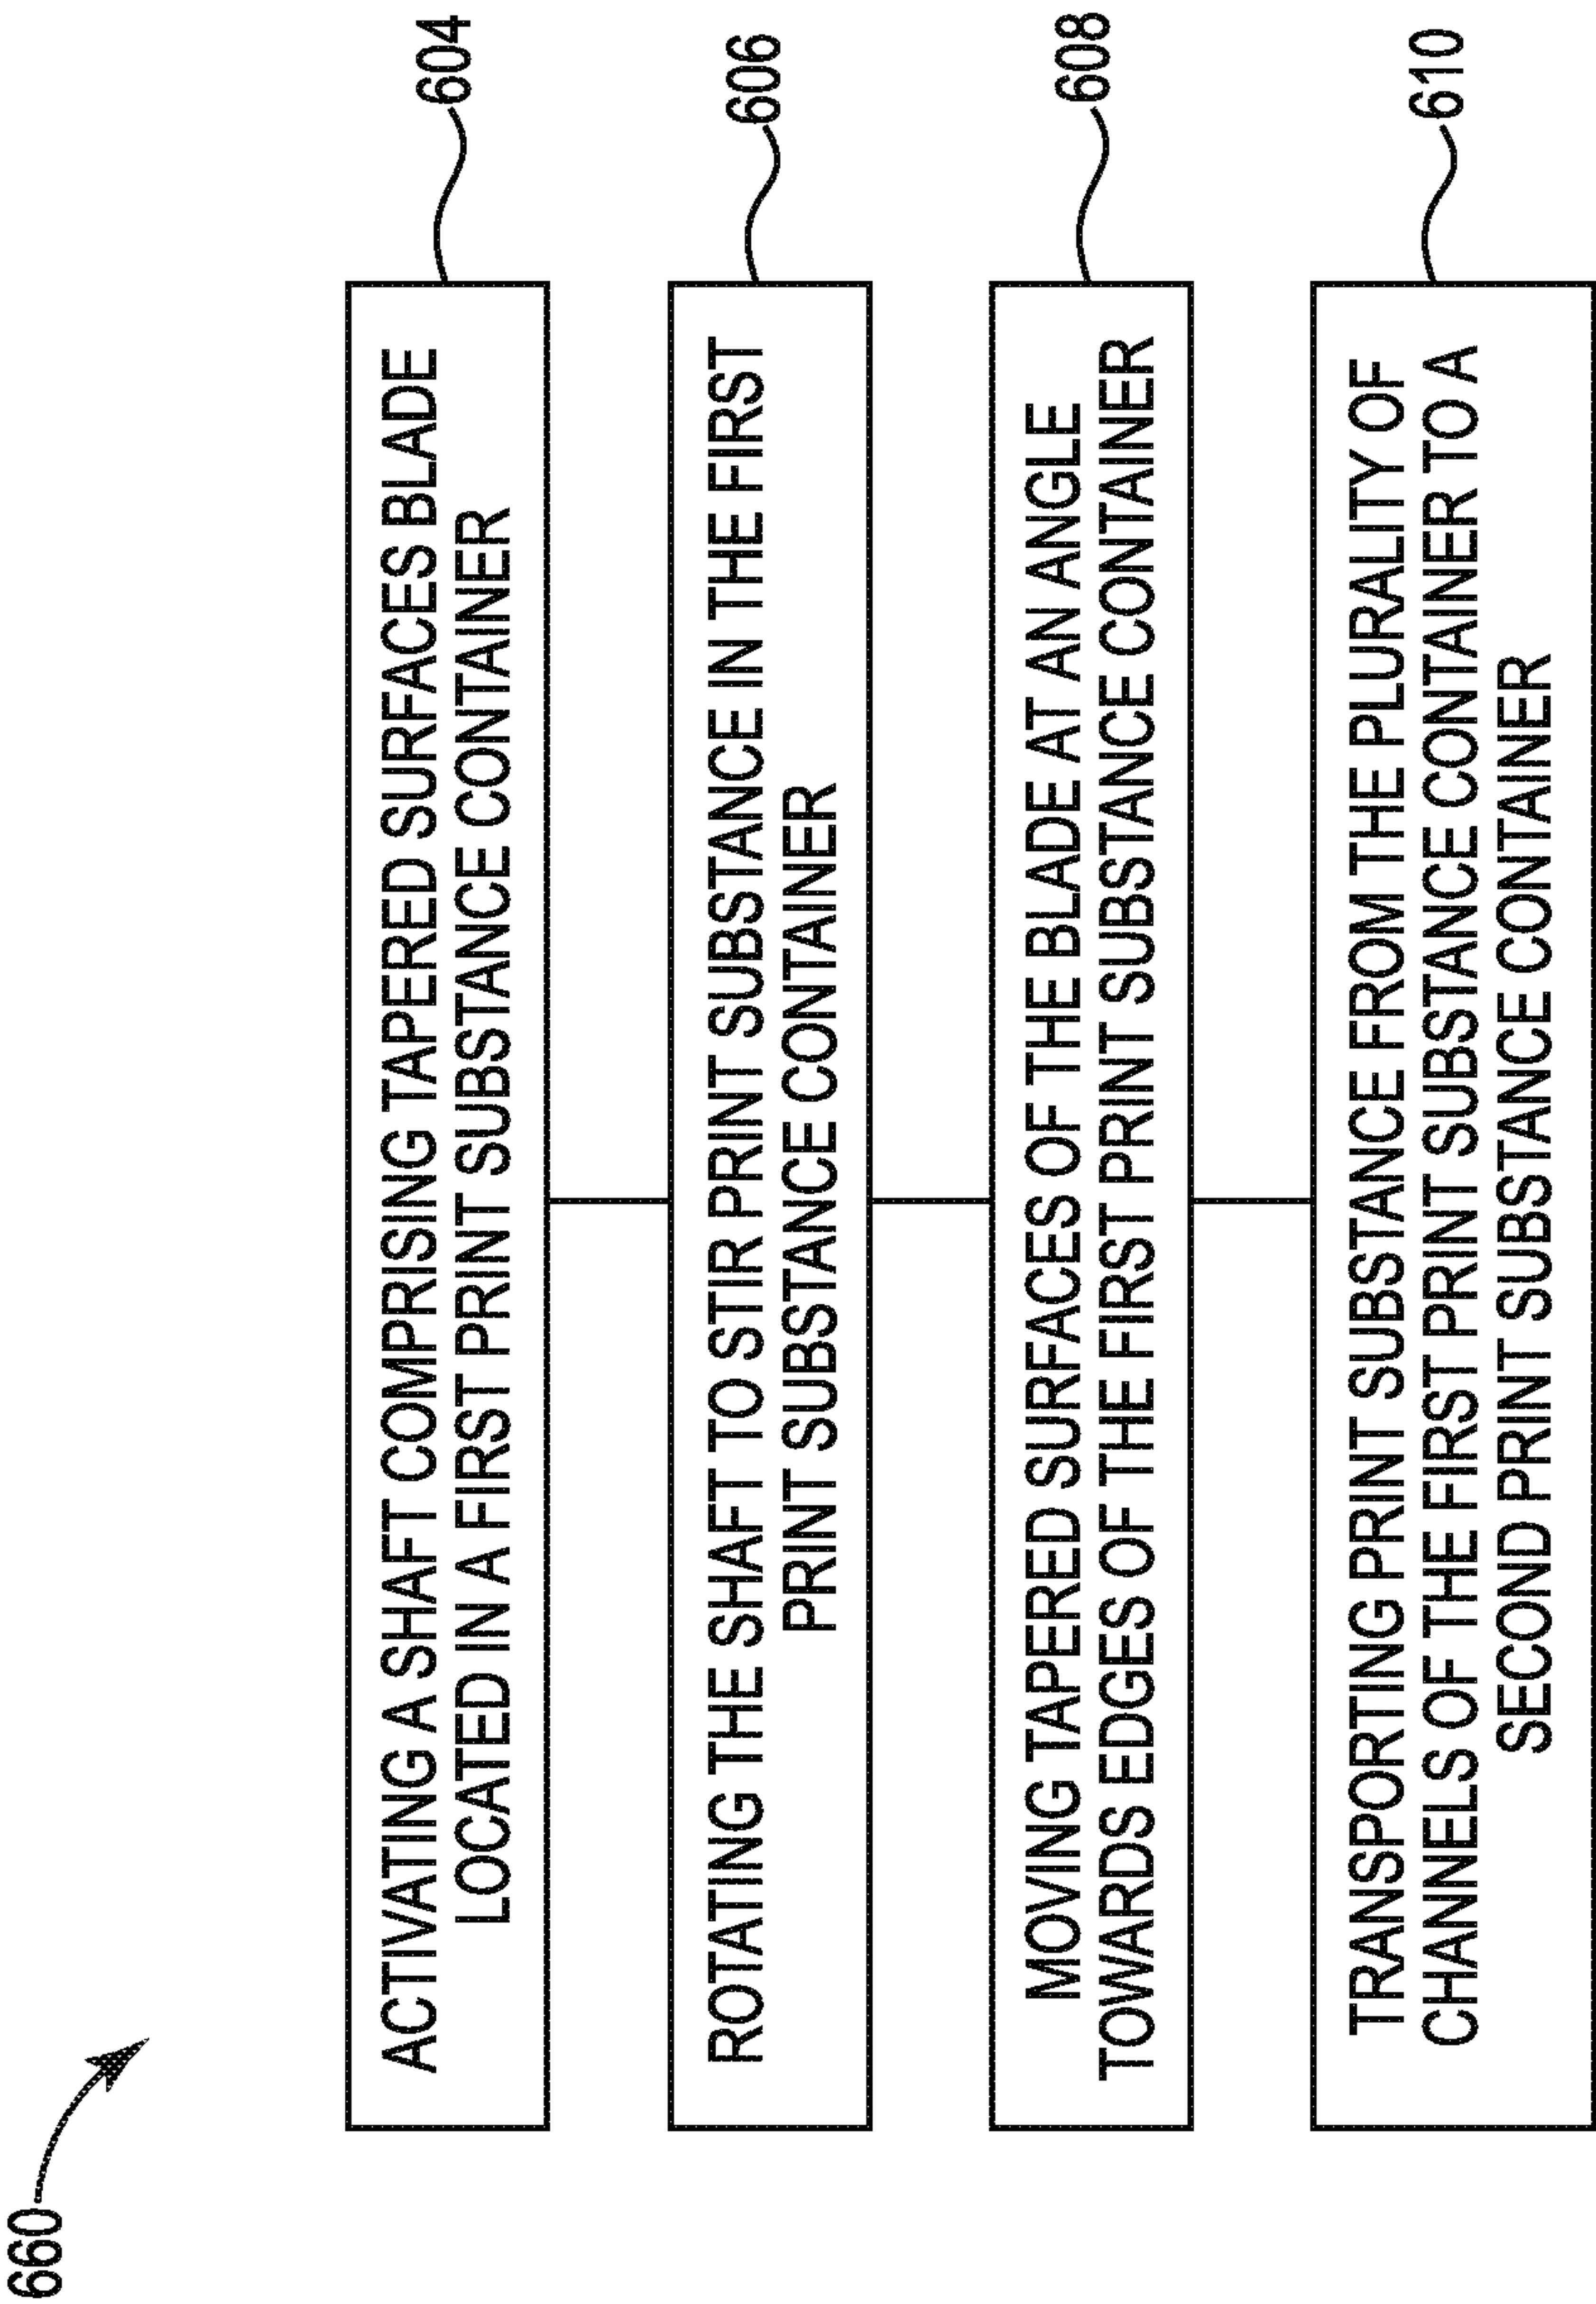 660
ACTIVATING A SHAFT COMPRISING TAPERED SURFACES BLADE
LOCATED IN A FIRST PRINT SUBSTANCE CONTAINER
604
ROTATING THE SHAFT TO STIR PRINT SUBSTANCE IN THE FIRST
PRINT SUBSTANCE CONTAINER
606
MOVING TAPERED SURFACES OF THE BLADE AT AN ANGLE
TOWARDS EDGES OF THE FIRST PRINT SUBSTANCE CONTAINER
608
TRANSPORTING PRINT SUBSTANCE FROM THE PLURALITY OF
CHANNELS OF THE FIRST PRINT SUBSTANCE CONTAINER TO A
SECOND PRINT SUBSTANCE CONTAINER
610